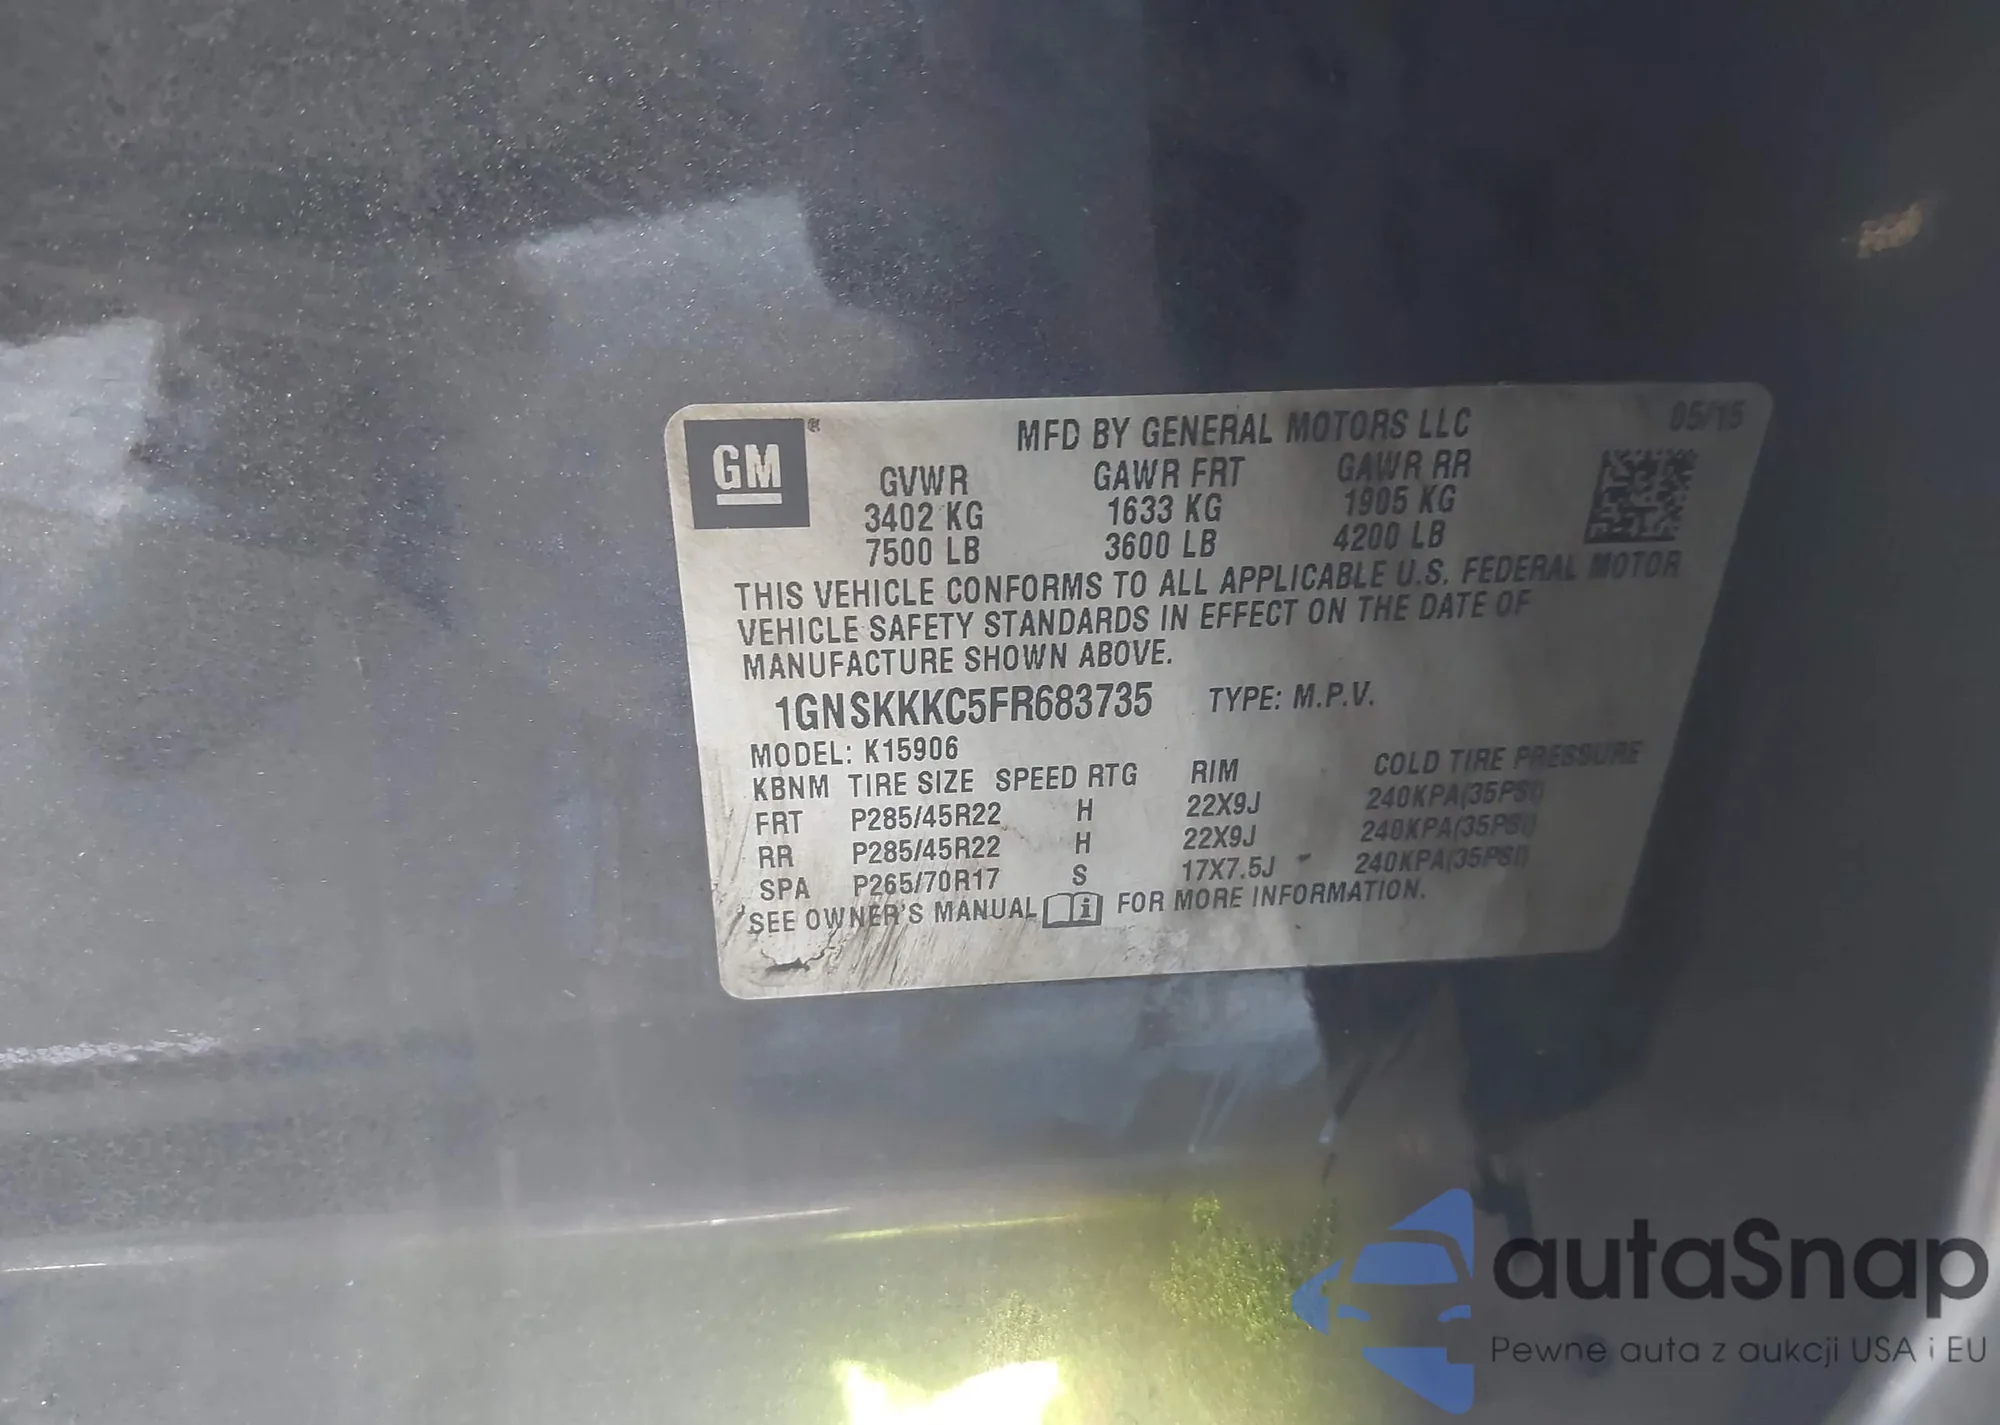 MFD BY GENERAL MOTORS LLC 05/15
GM ®
GVWR GAWR FRT GAWR RR
3402 KG 1633 KG 1905 KG
7500 LB 3600 LB 4200 LB
THIS VEHICLE CONFORMS TO ALL APPLICABLE U.S. FEDERAL MOTOR
VEHICLE SAFETY STANDARDS IN EFFECT ON THE DATE OF
MANUFACTURE SHOWN ABOVE.
1GNSKKKC5FR683735 TYPE: M.P.V.
MODEL: K15906
KBNM TIRE SIZE SPEED RTG RIM COLD TIRE PRESSURE
FRT P285/45R22 H 22X9J 240KPA(35PSI)
RR P285/45R22 H 22X9J 240KPA(35PSI)
SPA P265/70R17 S 17X7.5J 240KPA(35PSI)
SEE OWNER'S MANUAL i FOR MORE INFORMATION.
autaSnap
Pewne auta z aukcji USA i EU